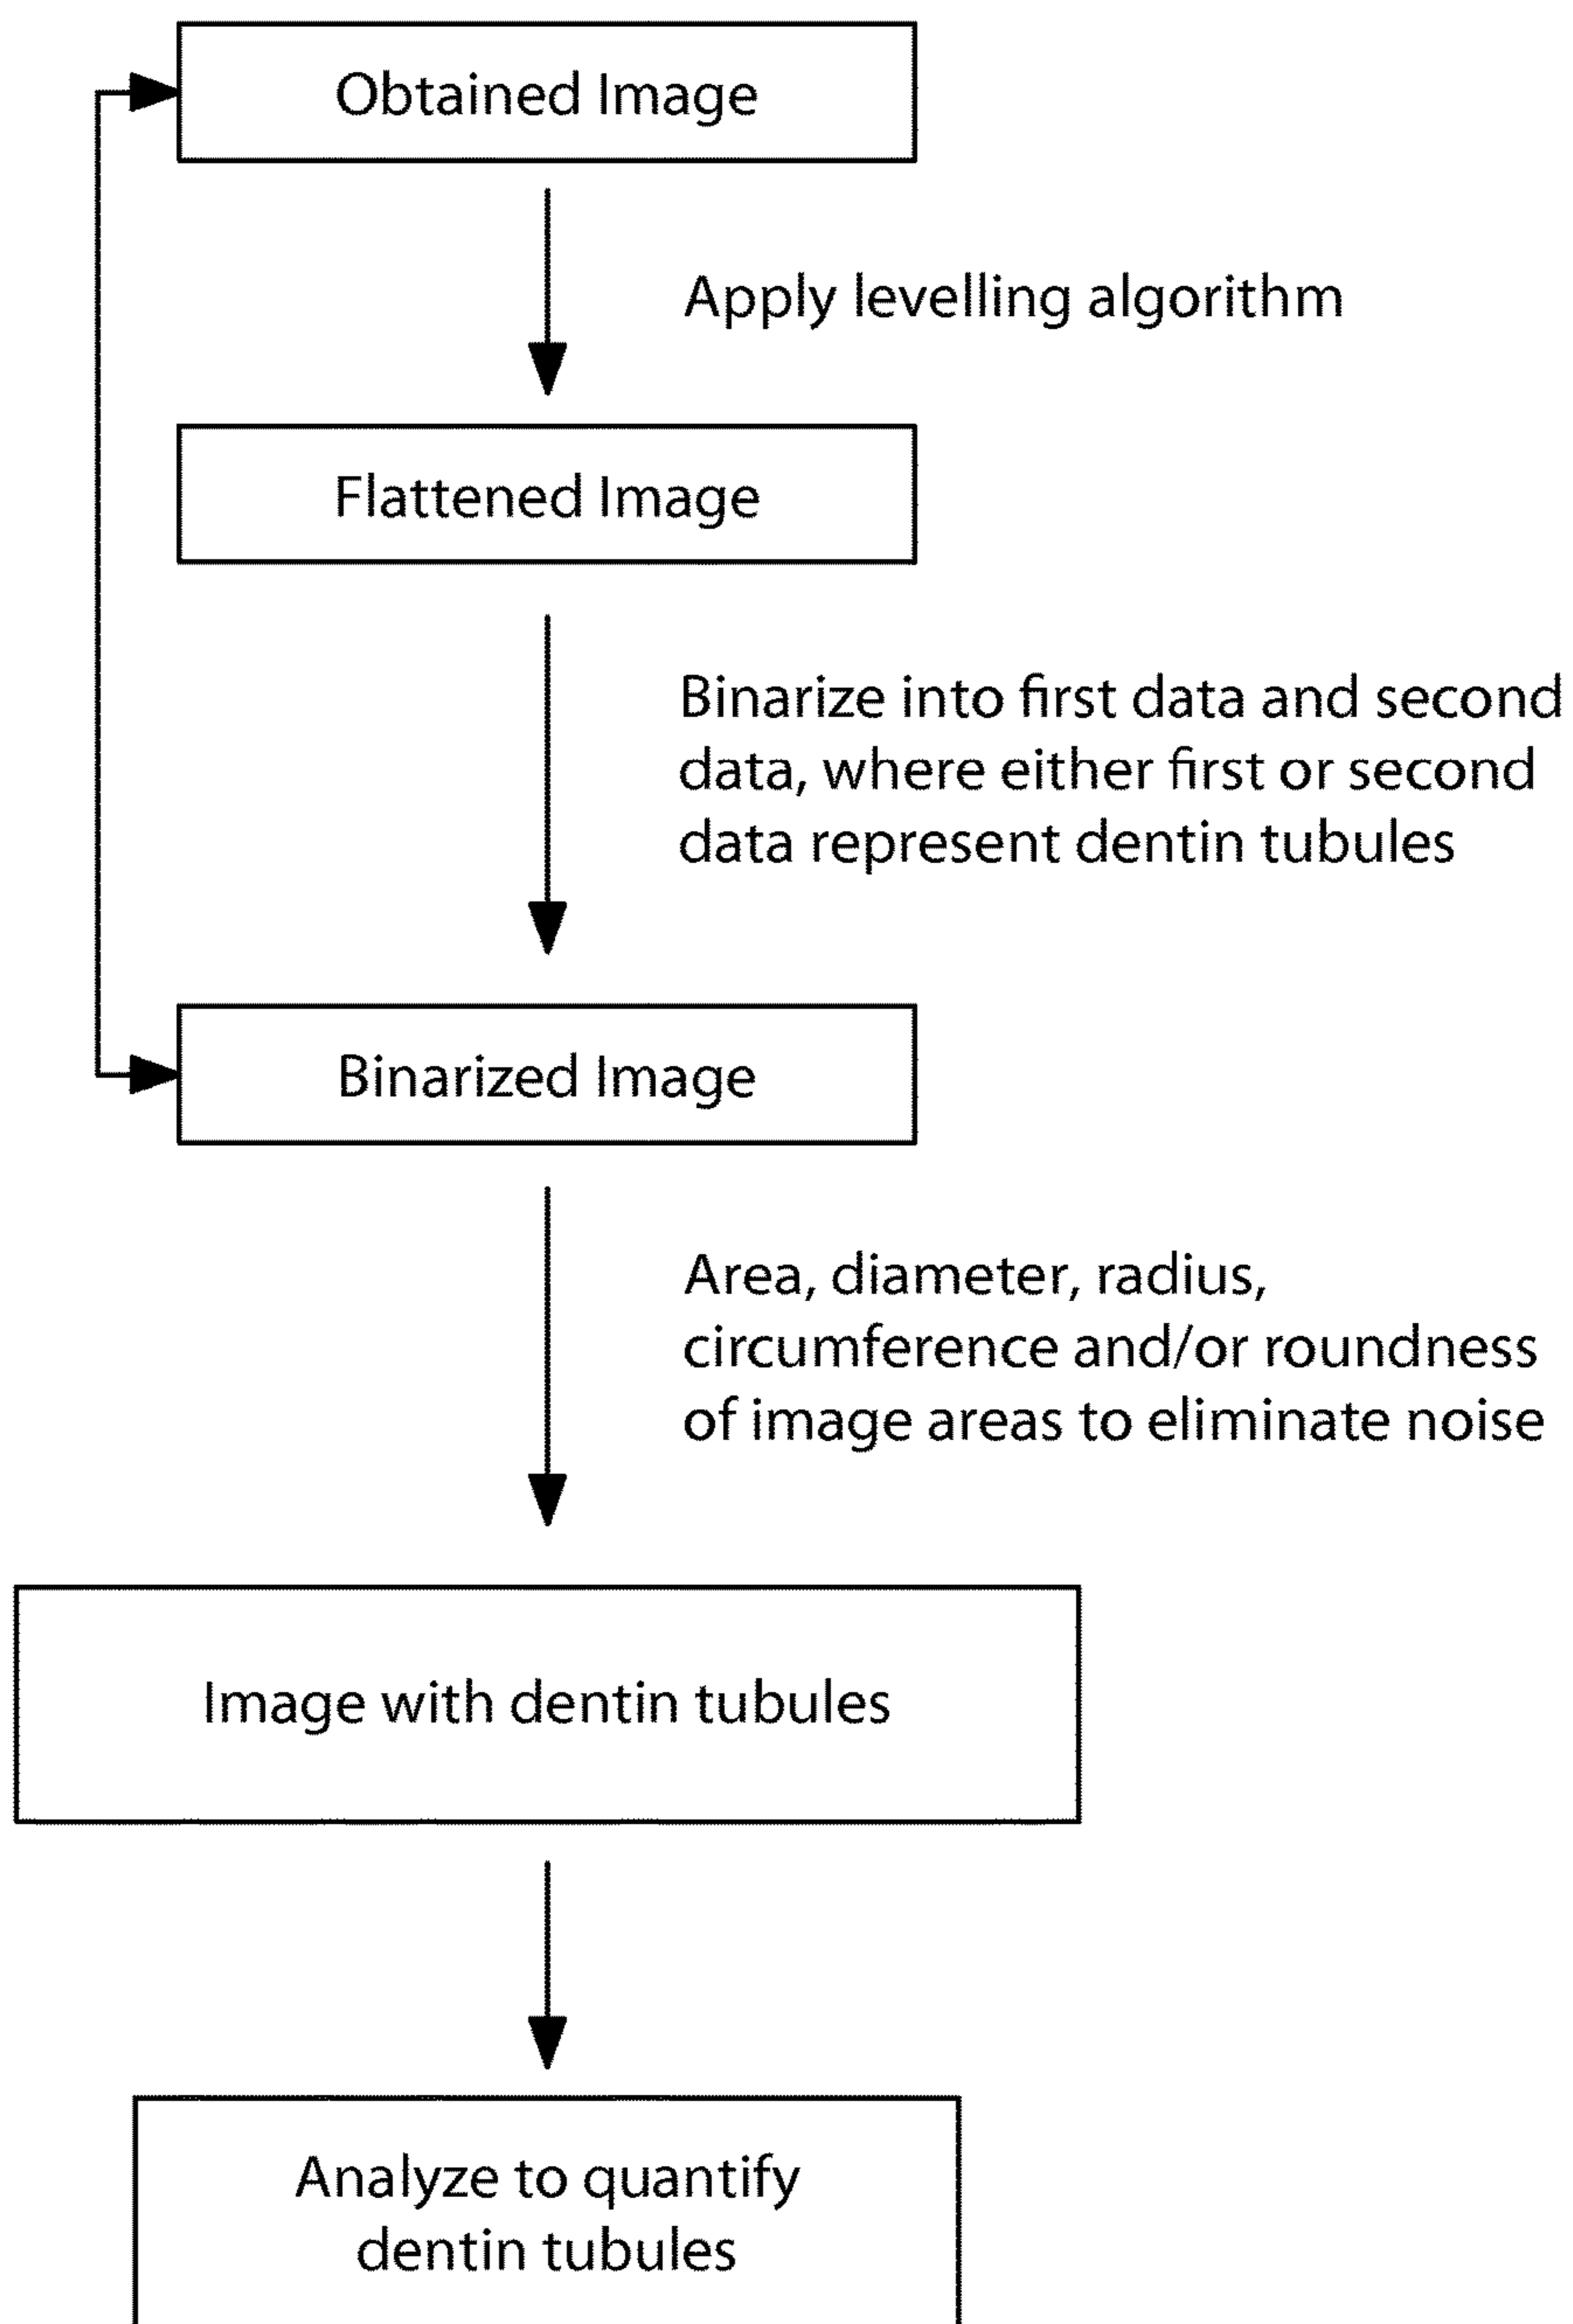 Obtained Image
Apply levelling algorithm
Flattened Image
Binarize into first data and second
data, where either first or second
data represent dentin tubules
Binarized Image
Area, diameter, radius,
circumference and/or roundness
of image areas to eliminate noise
Image with dentin tubules
Analyze to quantify
dentin tubules